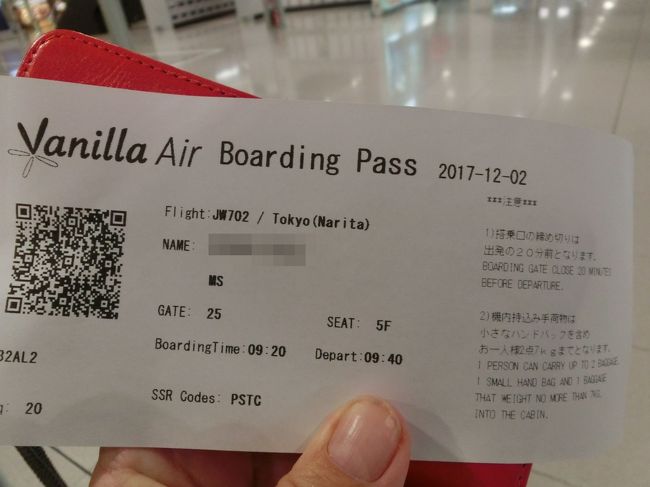 Vanilla Air Boarding Pass 2017-12-02
Flight:JW702 / Tokyo(Narita)
NAME:
MS
GATE: 25
SEAT: 5F
BoardingTime:09:20
Depart:09:40
32AL2
SSR Codes: PSTC
g: 20
***注意***
1)搭乗口の締め切りは
出発の20分前となります。
BOARDING GATE CLOSE 20 MINUTES
BEFORE DEPARTURE.
2)機内持込み手荷物は
小さなハンドバックを含め
お一人様2点7kgまでとなります。
1 PERSON CAN CARRY UP TO 2 BAGGAGE.
1 SMALL HAND BAG AND 1 BAGGAGE
THAT WEIGHT NO MORE THAN 7KG.
INTO THE CABIN.